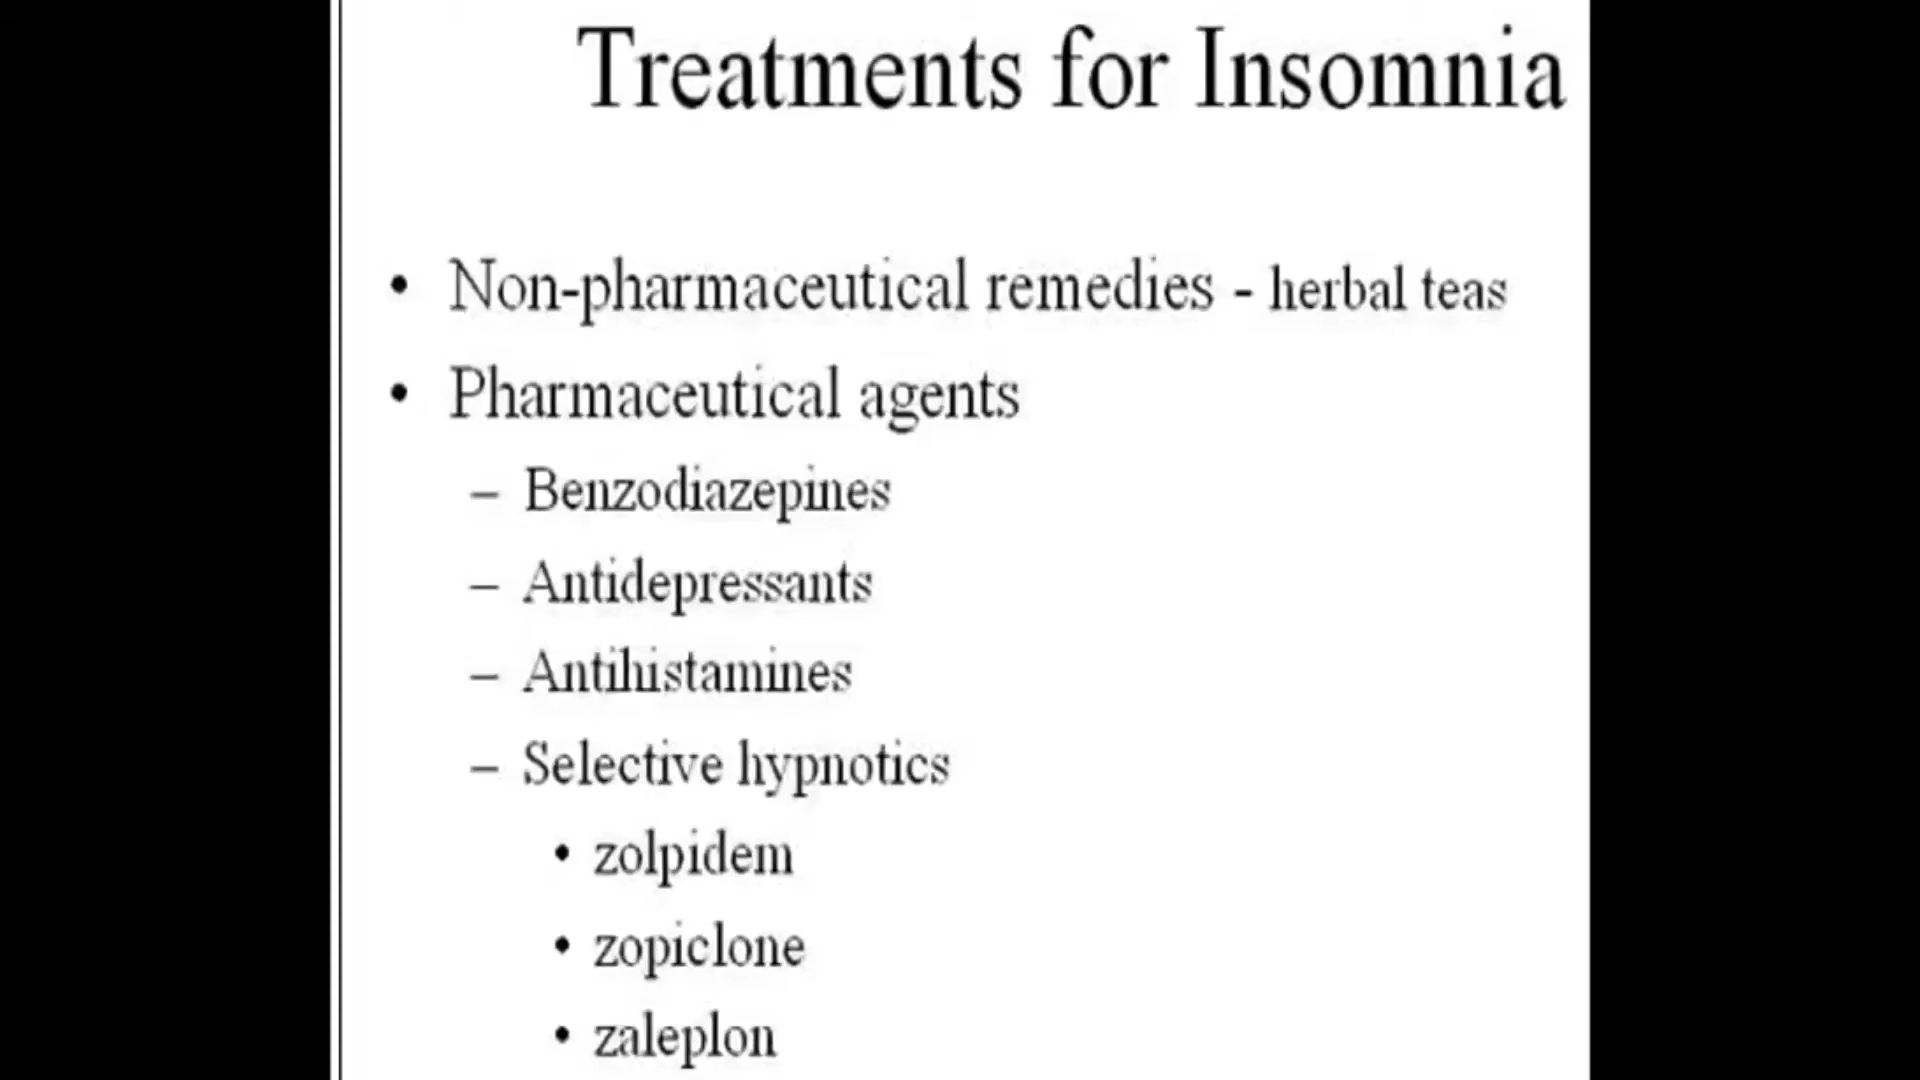 Treatments for Insomnia
• Non-pharmaceutical remedies - herbal teas
• Pharmaceutical agents
– Benzodiazepines
– Antidepressants
– Antihistamines
– Selective hypnotics
• zolpidem
• zopiclone
• zaleplon